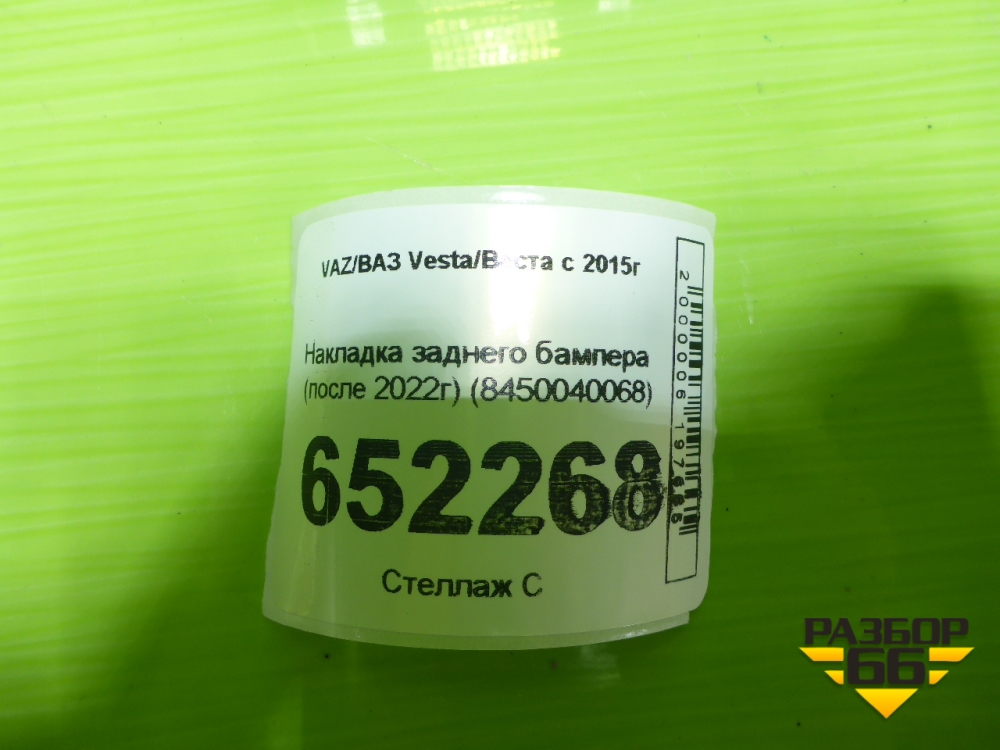 VAZ/ВАЗ Vesta/Веста с 2015г
Накладка заднего бампера
(после 2022г) (8450040068)
652268
Стеллаж С
РАЗБОР
66